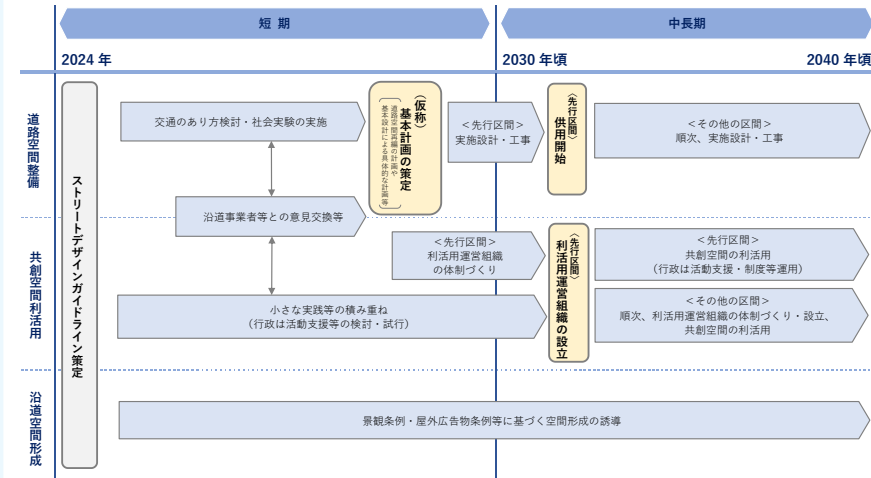 短 期
中長期
2024 年
2030 年頃
2040 年頃
道路空間整備
共創空間利活用
沿道空間形成
ストリートデザインガイドライン策定
交通のあり方検討・社会実験の実施
沿道事業者等との意見交換等
(仮称)
基本計画の策定
道路空間再編の計画や
基本設計による具体的な計画等
＜先行区間＞
実施設計・工事
〈先行区間〉
供用開始
＜その他の区間＞
順次、実施設計・工事
＜先行区間＞
利活用運営組織
の体制づくり
小さな実践等の積み重ね
（行政は活動支援等の検討・試行）
〈先行区間〉
利活用運営組織の設立
＜先行区間＞
共創空間の利活用
（行政は活動支援・制度等運用）
＜その他の区間＞
順次、利活用運営組織の体制づくり・設立、
共創空間の利活用
景観条例・屋外広告物条例等に基づく空間形成の誘導